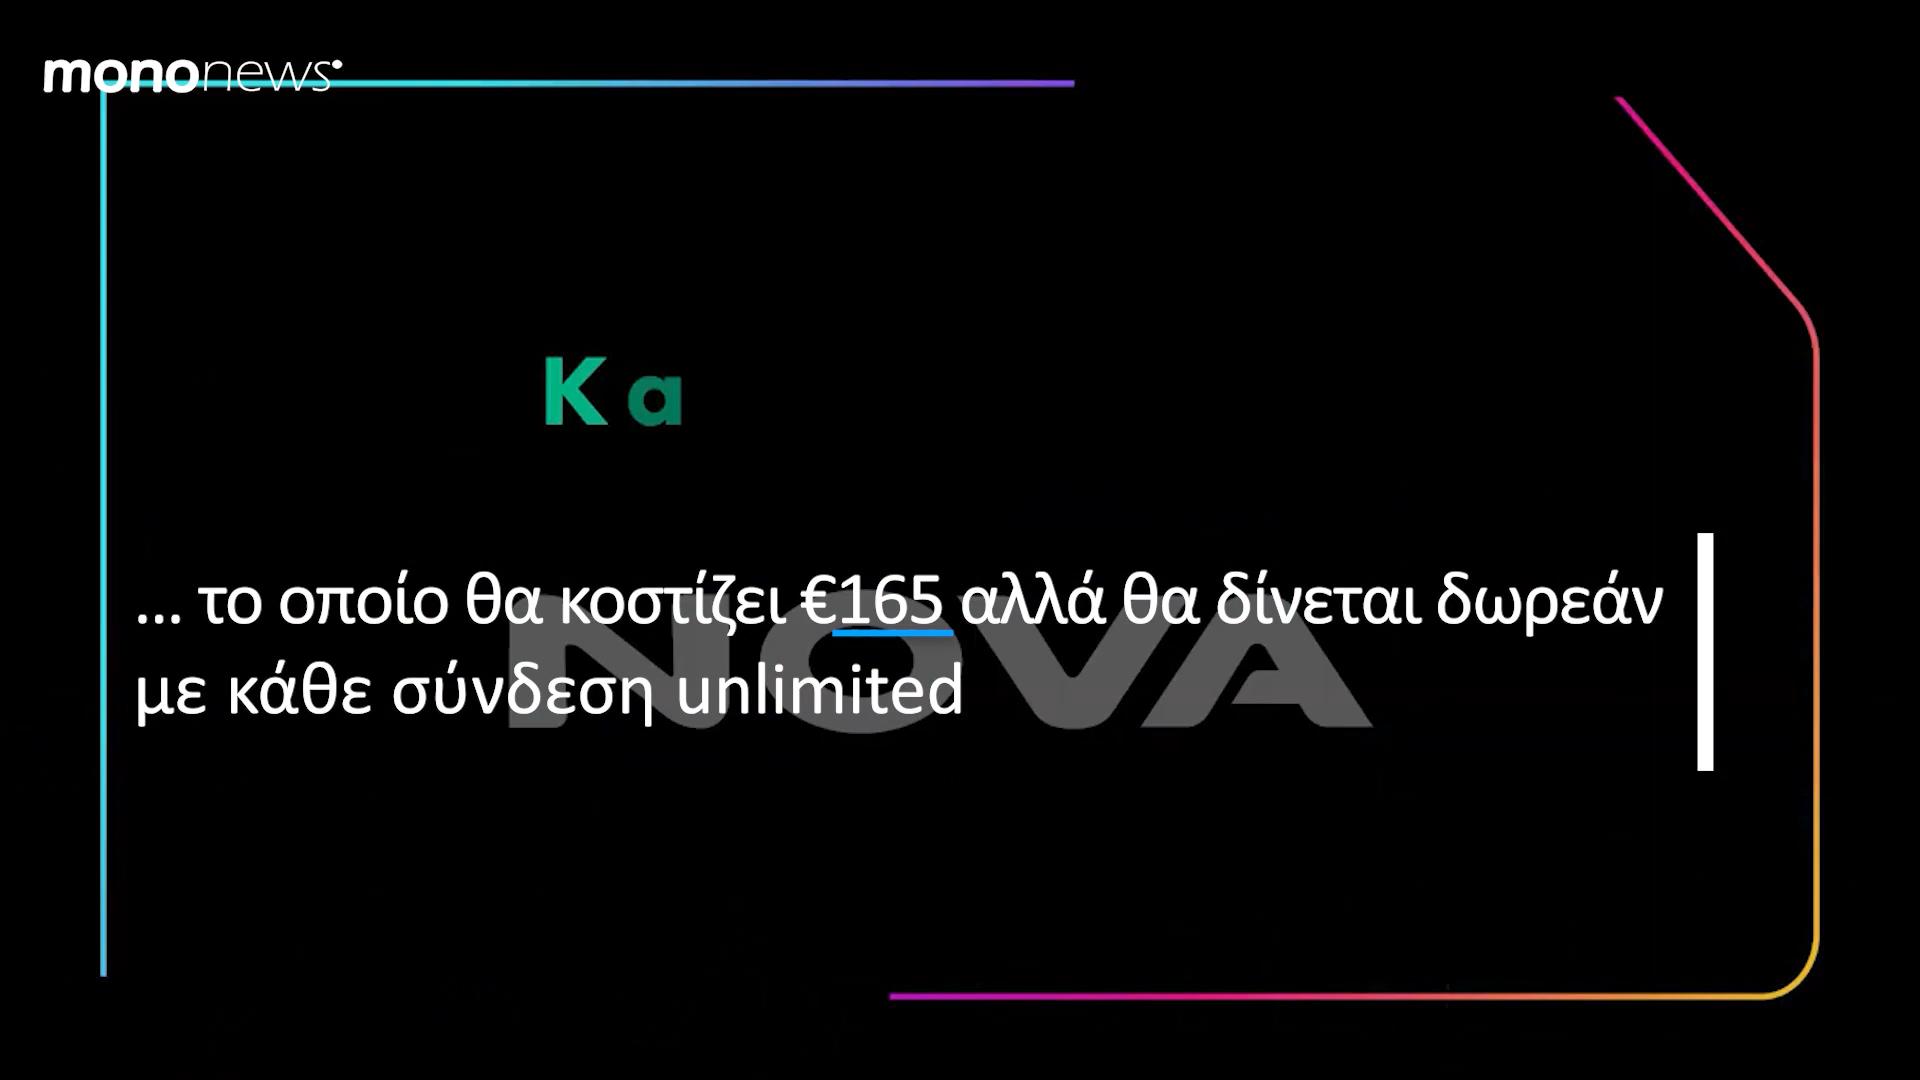 mononews
Κα
... το οποίο θα κοστίζει €165 αλλά θα δίνεται δωρεάν
με κάθε σύνδεση unlimited
NOVA